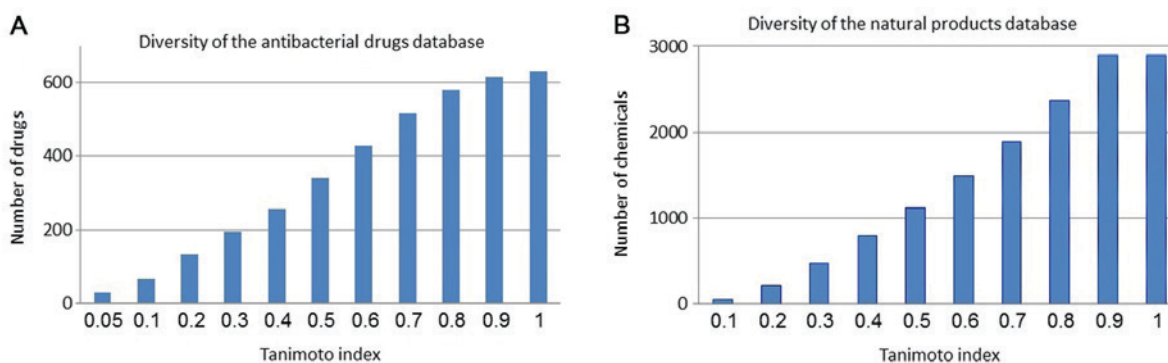 A
Diversity of the antibacterial drugs database
Number of drugs
600
400
200
0
0.05 0.1 0.2 0.3 0.4 0.5 0.6 0.7 0.8 0.9 1
Tanimoto index
B
Diversity of the natural products database
Number of chemicals
3000
2000
1000
0
0.1 0.2 0.3 0.4 0.5 0.6 0.7 0.8 0.9 1
Tanimoto index